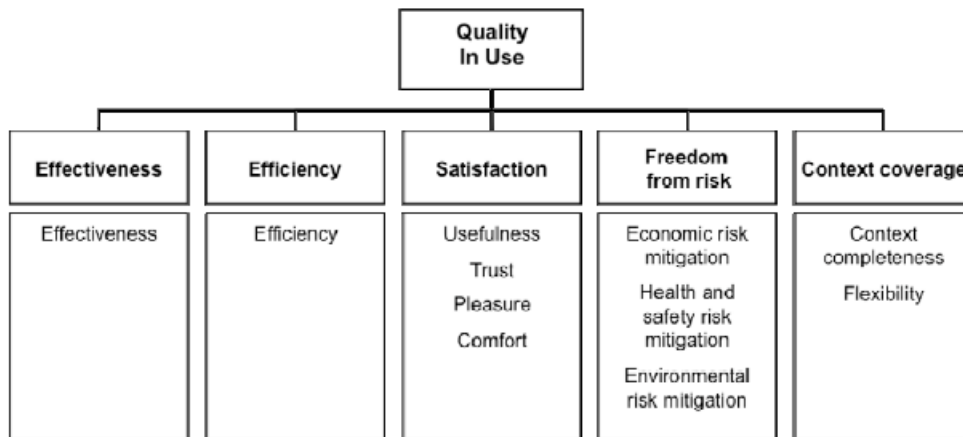 Quality
In Use
Effectiveness
Efficiency
Satisfaction
Freedom
from risk
Context coverage
Effectiveness
Efficiency
Usefulness
Trust
Pleasure
Comfort
Economic risk
mitigation
Health and
safety risk
mitigation
Environmental
risk mitigation
Context
completeness
Flexibility